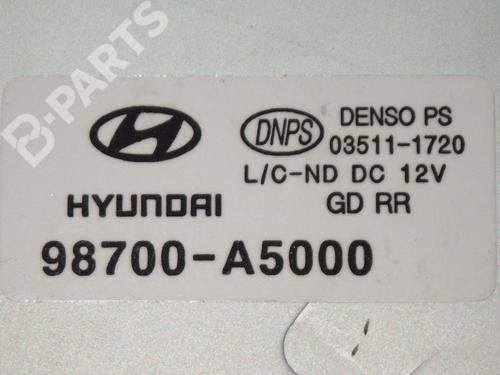 B-PARTS
DNPS
DENSO PS
03511-1720
L/C-ND DC 12V
HYUNDAI
GD RR
98700-A5000